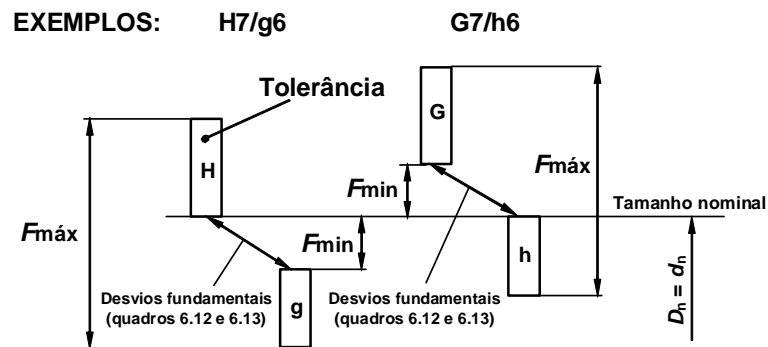 EXEMPLOS: H7/g6 G7/h6
Tolerância
G
H
Fmáx
Fmin
Tamanho nominal
Fmáx
Fmin
h
Desvios fundamentais
(quadros 6.12 e 6.13)
g
Desvios fundamentais
(quadros 6.12 e 6.13)
Dn = dn